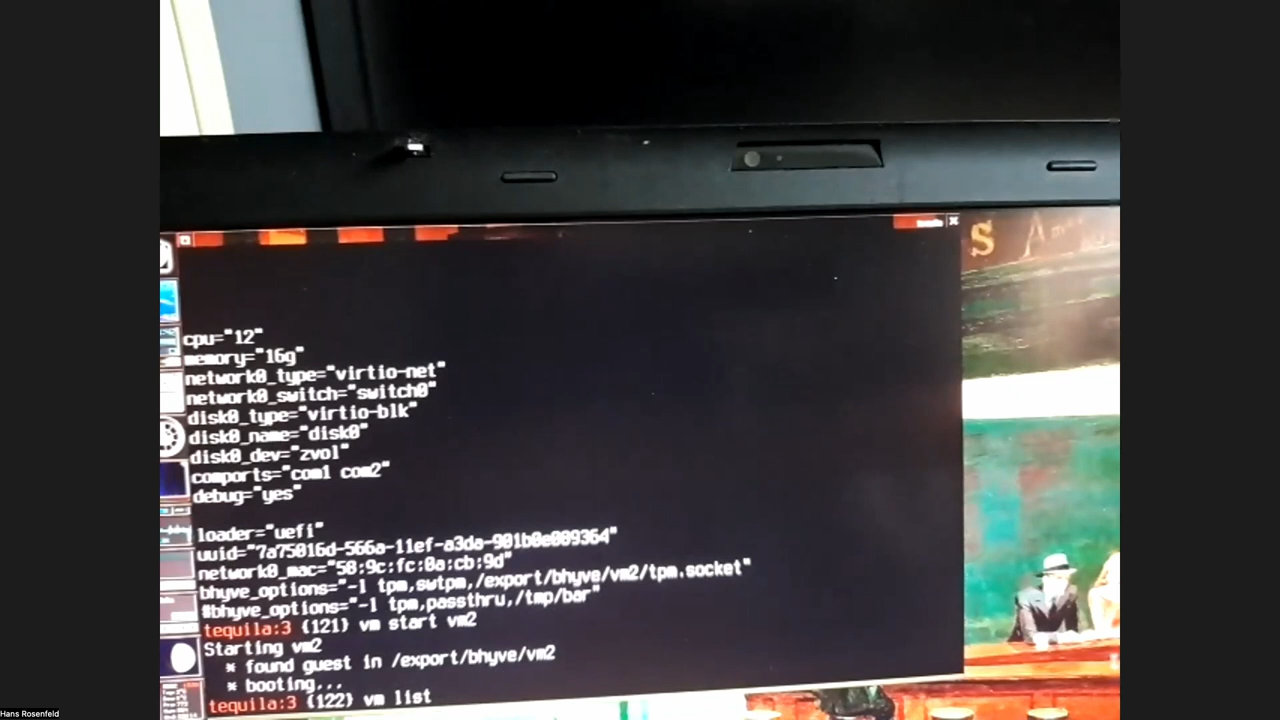 cpu="12"
memory="16g"
network0_type="virtio-net"
network0_switch="switch0"
disk0_type="virtio-blk"
disk0_name="disk0"
disk0_dev="zvol"
comports="com1 com2"
debug="yes"
loader="uefi"
uuid="7a75016d-566a-11ef-a3da-901b0e009364"
network0_mac="58:9c:fc:0a:cb:9d"
bhyve_options="-l tpm,swtpm,/export/bhyve/vm2/tpm.socket"
#bhyve_options="-l tpm,passthru,/tmp/bar"
tequila:3 (121) vm start vm2
Starting vm2
* found guest in /export/bhyve/vm2
* booting...
tequila:3 (122) vm list
Hans Rosenfeld